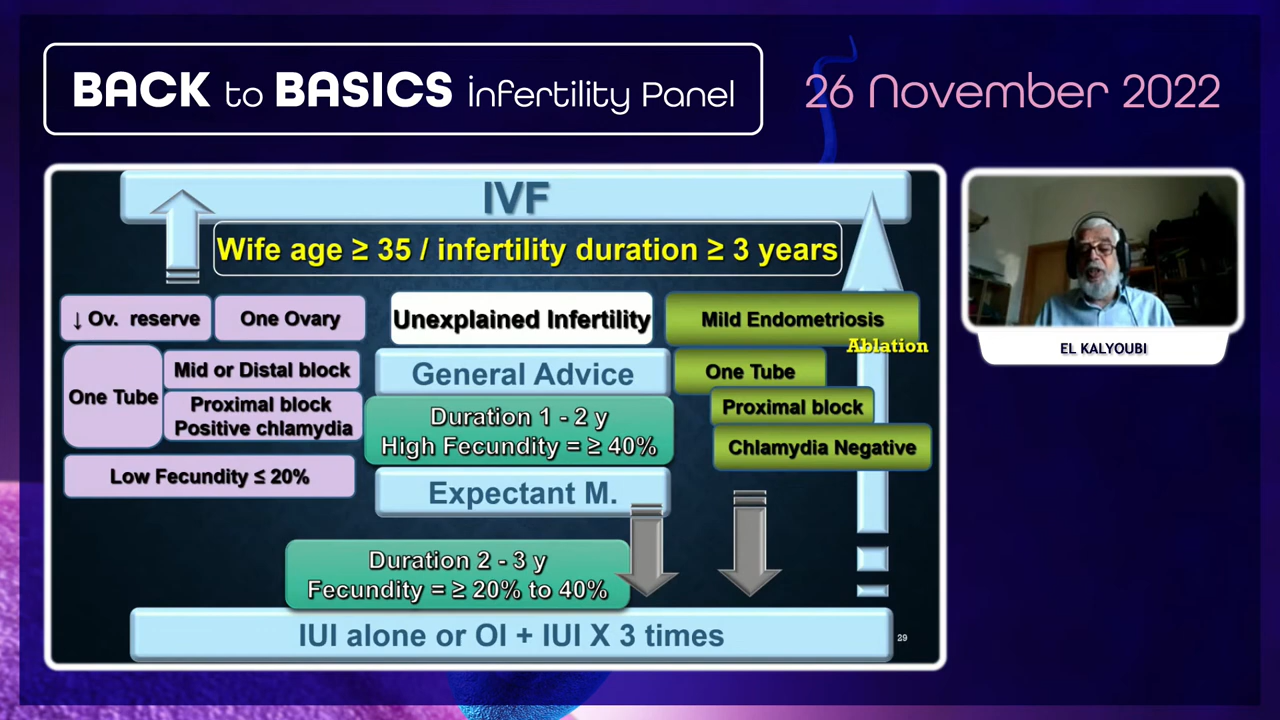 BACK to BASICS infertility Panel
26 November 2022
IVF
Wife age ≥ 35 / infertility duration ≥ 3 years
↓ Ov. reserve
One Ovary
Unexplained Infertility
Mild Endometriosis
Ablation
One Tube
Mid or Distal block
Proximal block
Positive chlamydia
Low Fecundity ≤ 20%
General Advice
Duration 1 - 2 y
High Fecundity = ≥ 40%
Expectant M.
One Tube
Proximal block
Chlamydia Negative
Duration 2 - 3 y
Fecundity = ≥ 20% to 40%
IUI alone or OI + IUI X 3 times
29
EL KALYOUBI